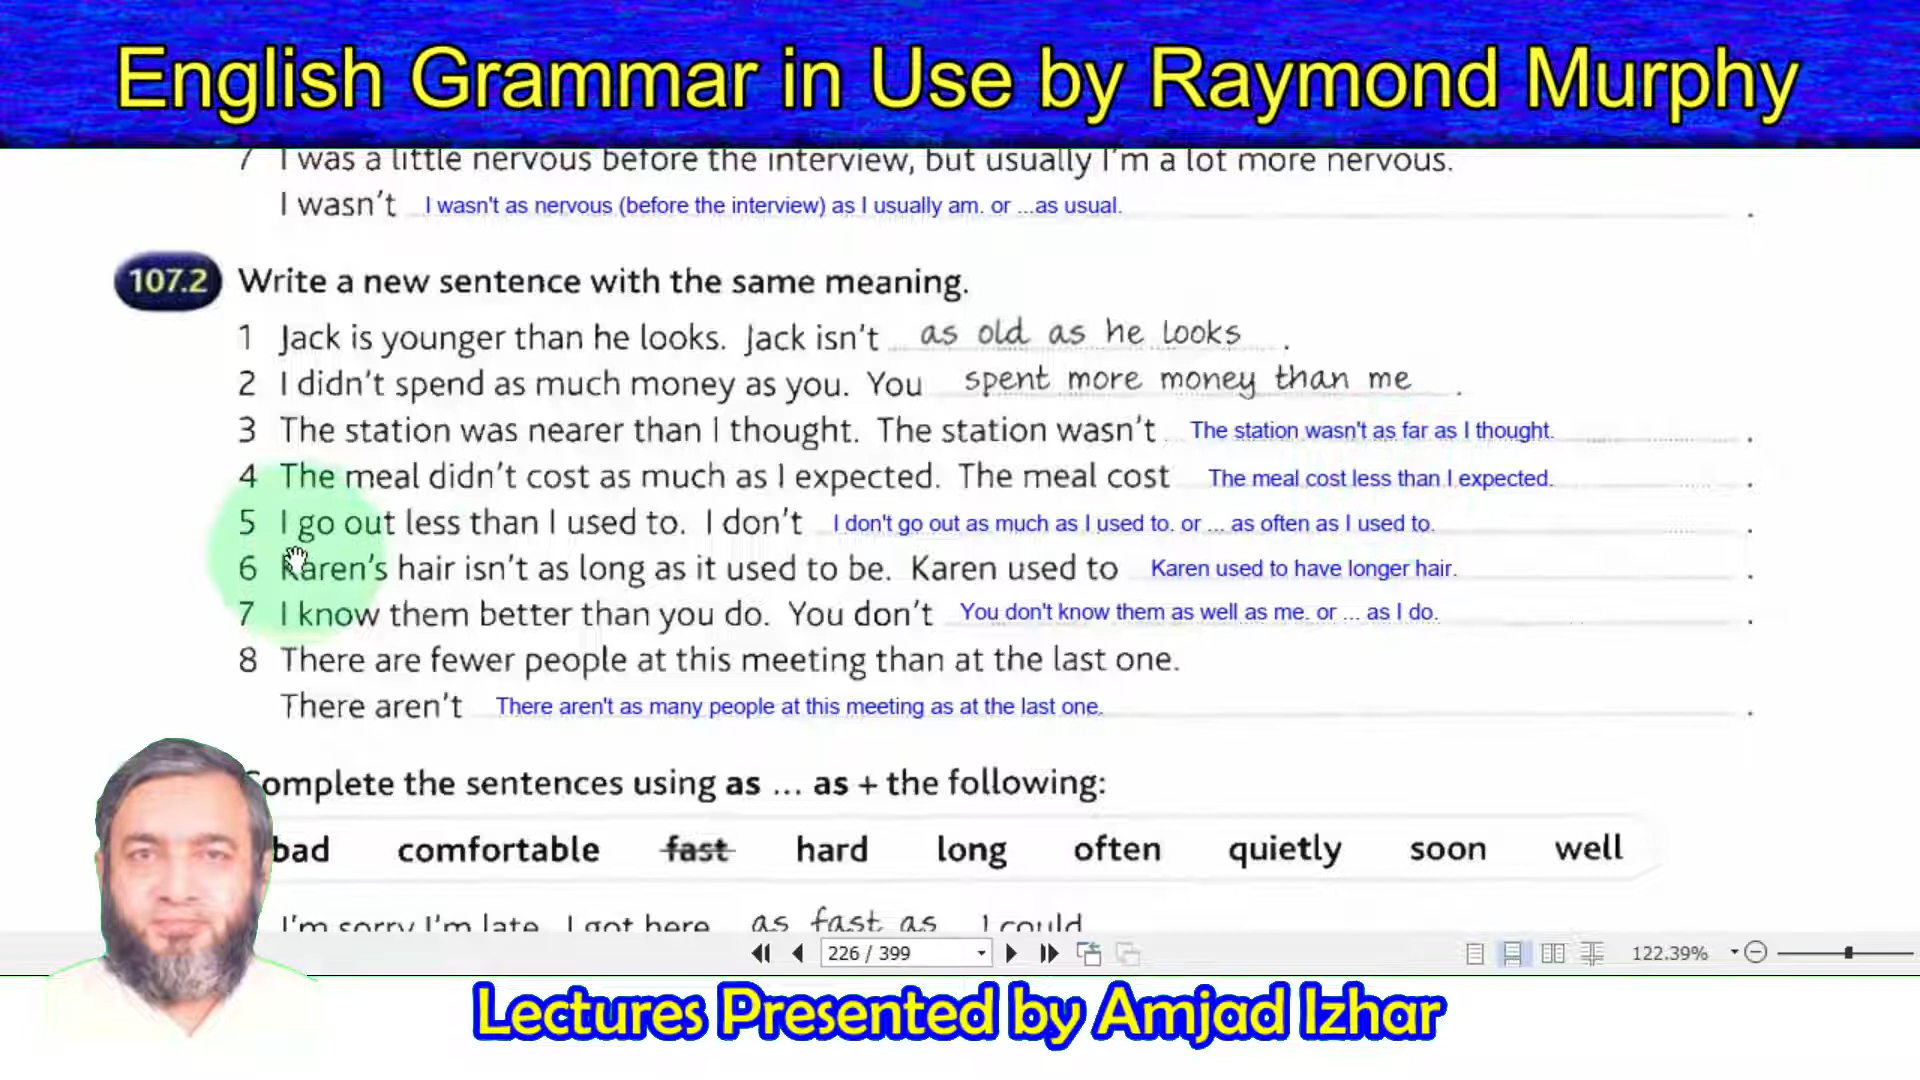 English Grammar in Use by Raymond Murphy
7 I was a little nervous before the interview, but usually I'm a lot more nervous.
I wasn't I wasn't as nervous (before the interview) as I usually am. or ...as usual. .
107.2 Write a new sentence with the same meaning.
1 Jack is younger than he looks. Jack isn't as old as he looks .
2 I didn't spend as much money as you. You spent more money than me .
3 The station was nearer than I thought. The station wasn't The station wasn't as far as I thought. .
4 The meal didn't cost as much as I expected. The meal cost The meal cost less than I expected. .
5 I go out less than I used to. I don't I don't go out as much as I used to. or ... as often as I used to. .
6 Karen's hair isn't as long as it used to be. Karen used to Karen used to have longer hair. .
7 I know them better than you do. You don't You don't know them as well as me. or ... as I do. .
8 There are fewer people at this meeting than at the last one.
There aren't There aren't as many people at this meeting as at the last one. .
Complete the sentences using as ... as + the following:
bad comfortable fast hard long often quietly soon well
I'm sorry I'm late. I got here as fast as I could
226 / 399 122.39%
Lectures Presented by Amjad Izhar